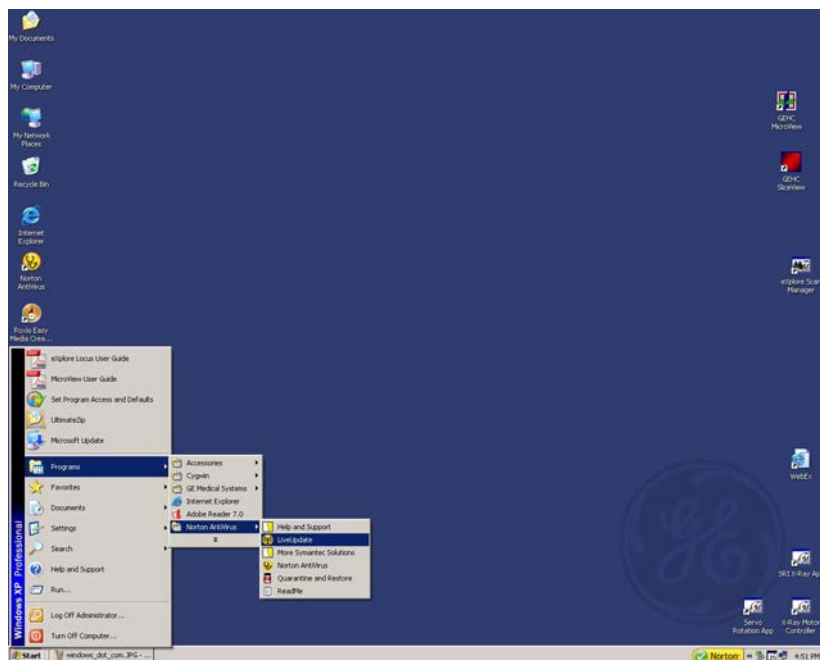 My Documents
My Computer
My Network
Places
Recycle Bin
Internet
Explorer
Norton
AntiVirus
Roxio Easy
Media Crea...
GEHC
MicroView
GEHC
SliceView
eXplore Scan
Manager
WebEx
SRI X-Ray Ap
Servo
Rotation App
X-Ray Motor
Controller
eXplore Locus User Guide
MicroView User Guide
Set Program Access and Defaults
UltimateZip
Microsoft Update
Programs
Favorites
Documents
Settings
Search
Help and Support
Run...
Log Off Administrator...
Turn Off Computer...
Windows XP Professional
Accessories
Cygwin
GE Medical Systems
Internet Explorer
Adobe Reader 7.0
Norton AntiVirus
Help and Support
LiveUpdate
More Symantec Solutions
Norton AntiVirus
Quarantine and Restore
ReadMe
Start
windows_dot_com.JPG - ...
Norton
4:51 PM